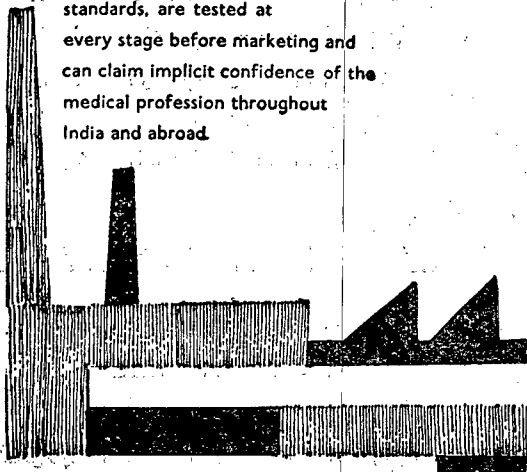 standards, are tested at
every stage before marketing and
can claim implicit confidence of the
medical profession throughout
India and abroad.